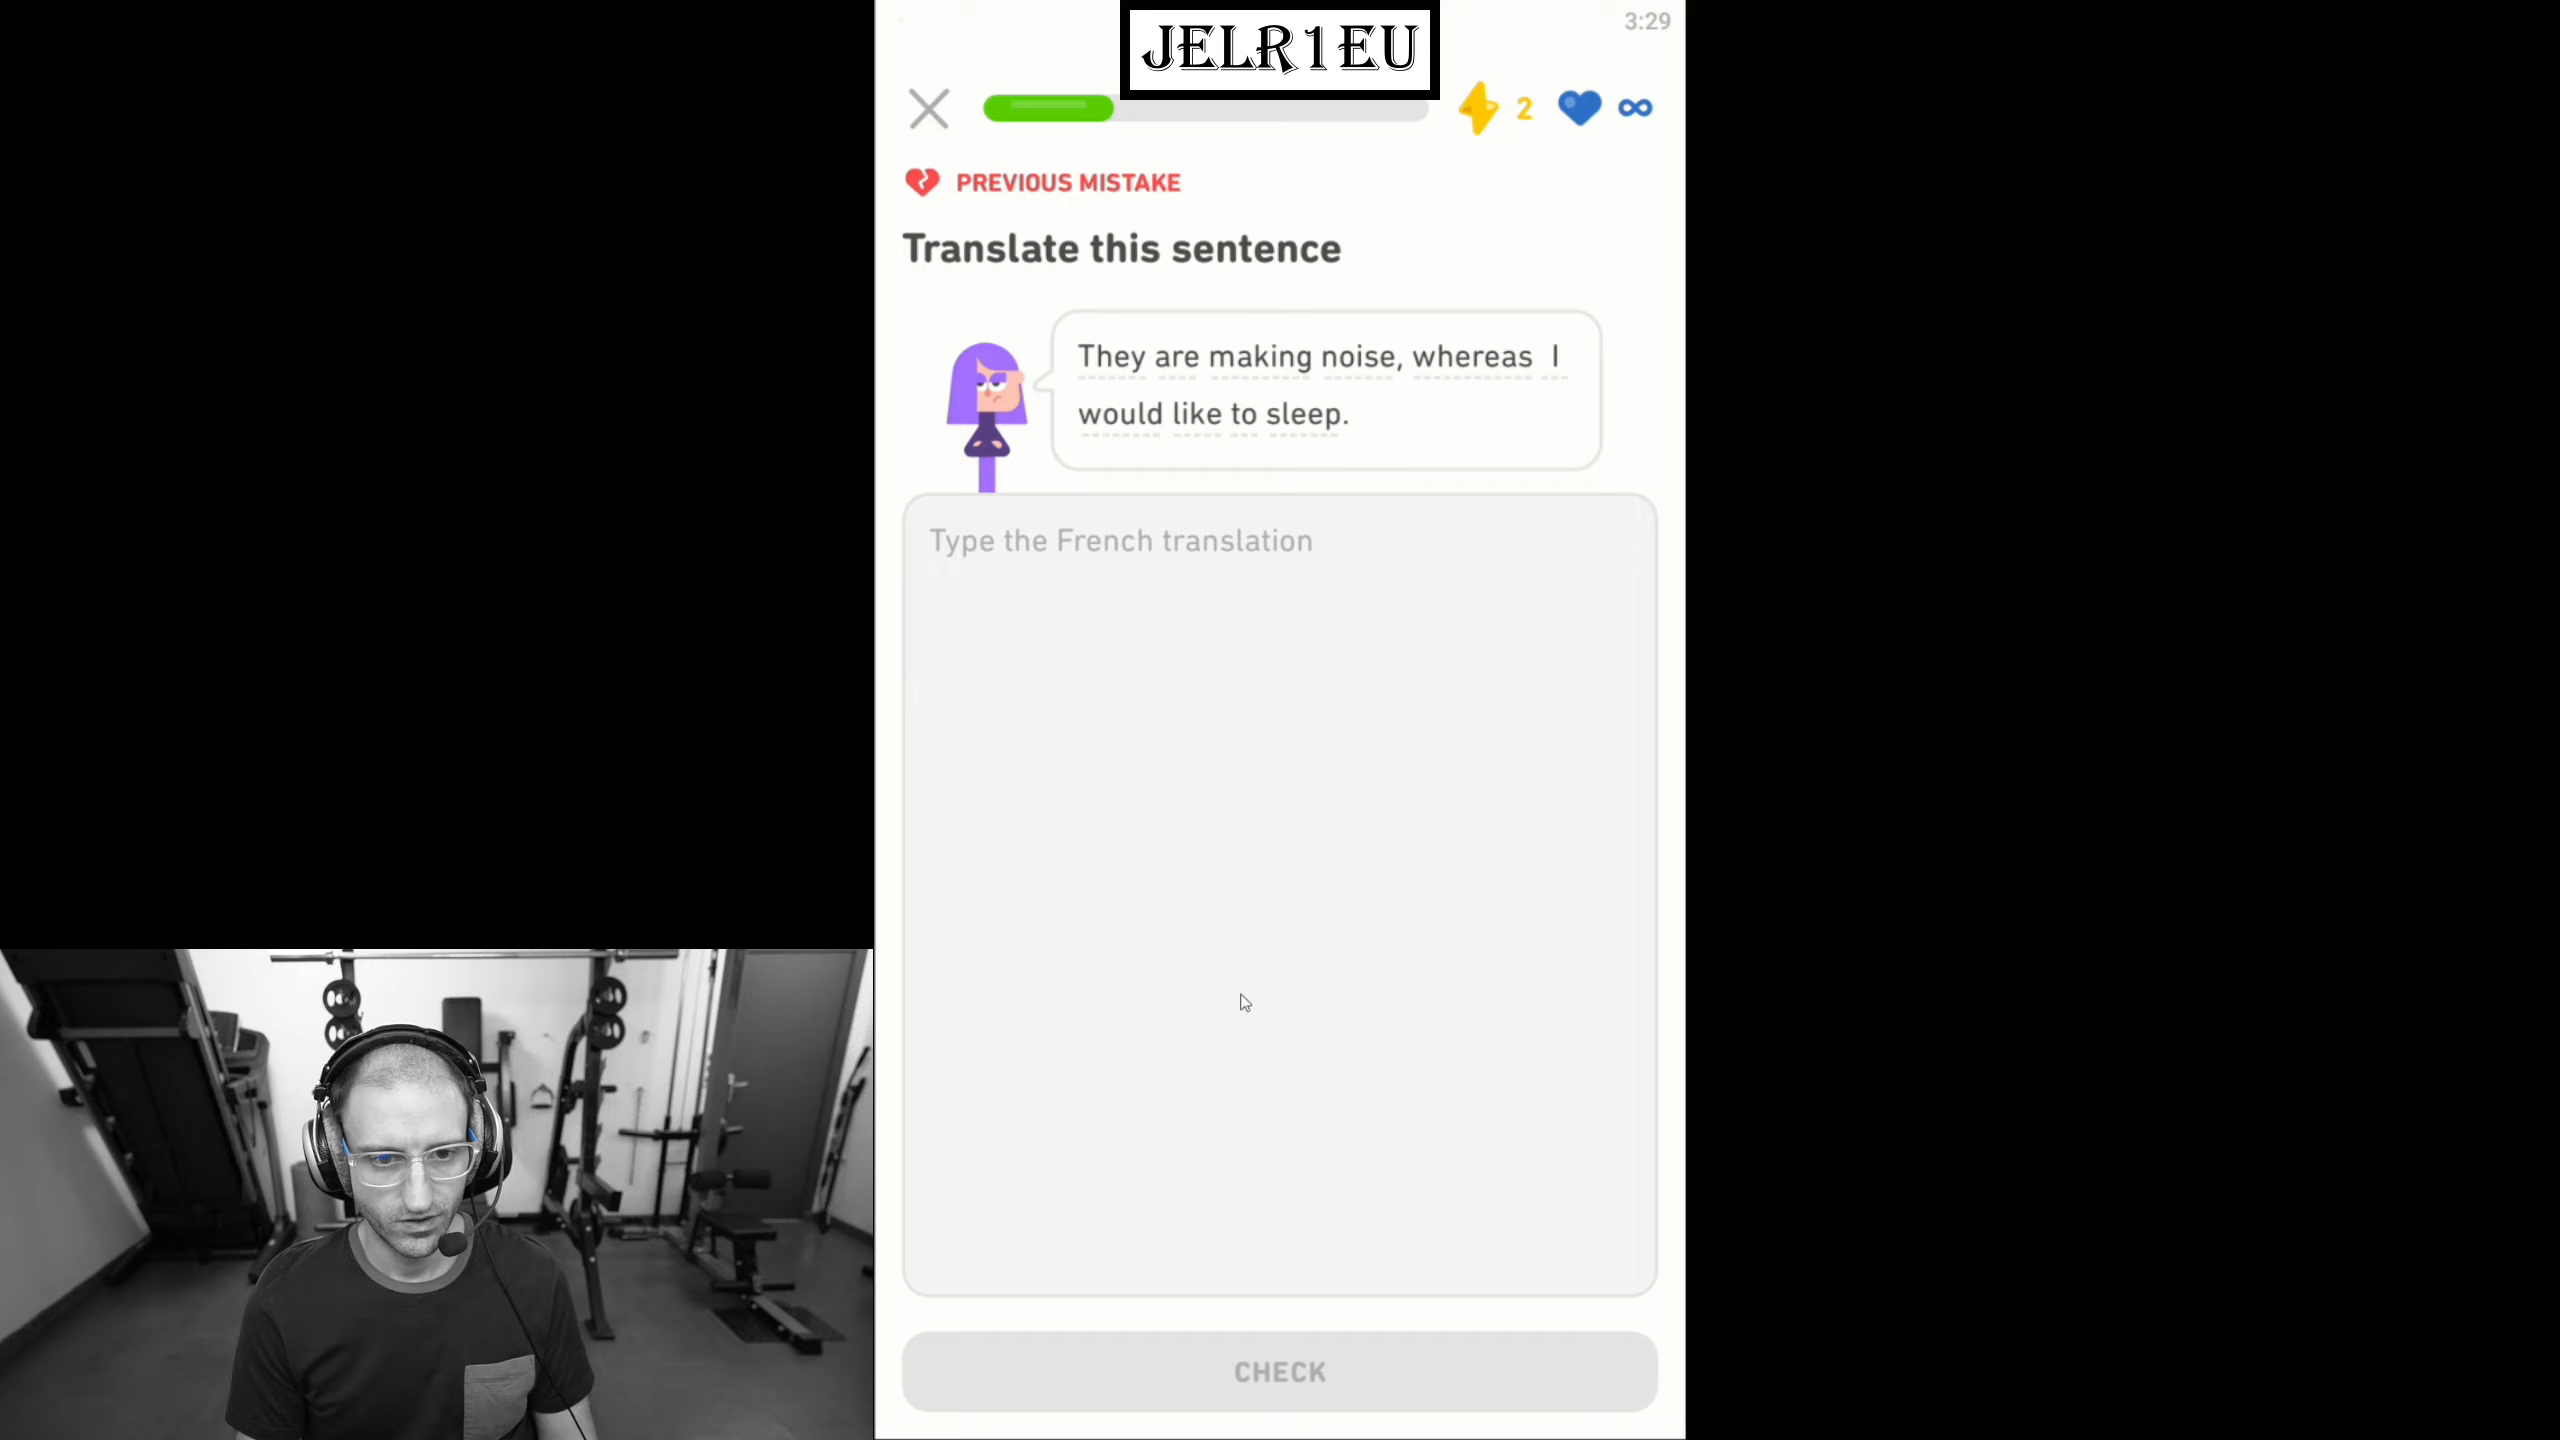 JELR1EU
3:29
2 ∞
PREVIOUS MISTAKE
Translate this sentence
They are making noise, whereas I
would like to sleep.
Type the French translation
CHECK